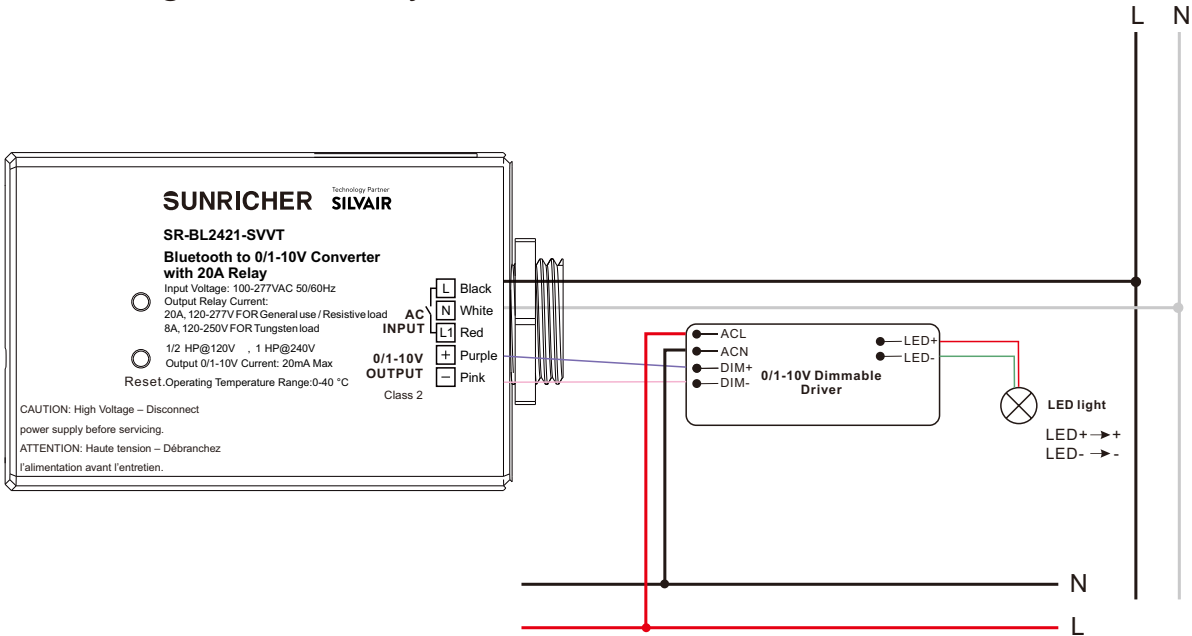 L N
SUNRICHER
Technology Partner
SILVAIR
SR-BL2421-SVVT
Bluetooth to 0/1-10V Converter
with 20A Relay
Input Voltage: 100-277VAC 50/60Hz
Output Relay Current:
20A, 120-277V FOR General use / Resistive load
8A, 120-250V FOR Tungsten load
1/2 HP@120V , 1 HP@240V
Output 0/1-10V Current: 20mA Max
Reset. Operating Temperature Range:0-40 °C
CAUTION: High Voltage – Disconnect
power supply before servicing.
ATTENTION: Haute tension – Débranchez
l'alimentation avant l'entretien.
AC
INPUT
0/1-10V
OUTPUT
Class 2
L Black
N White
L1 Red
+ Purple
– Pink
ACL
ACN
DIM+
DIM-
0/1-10V Dimmable
Driver
LED+
LED-
LED light
LED+ → +
LED- → -
N
L